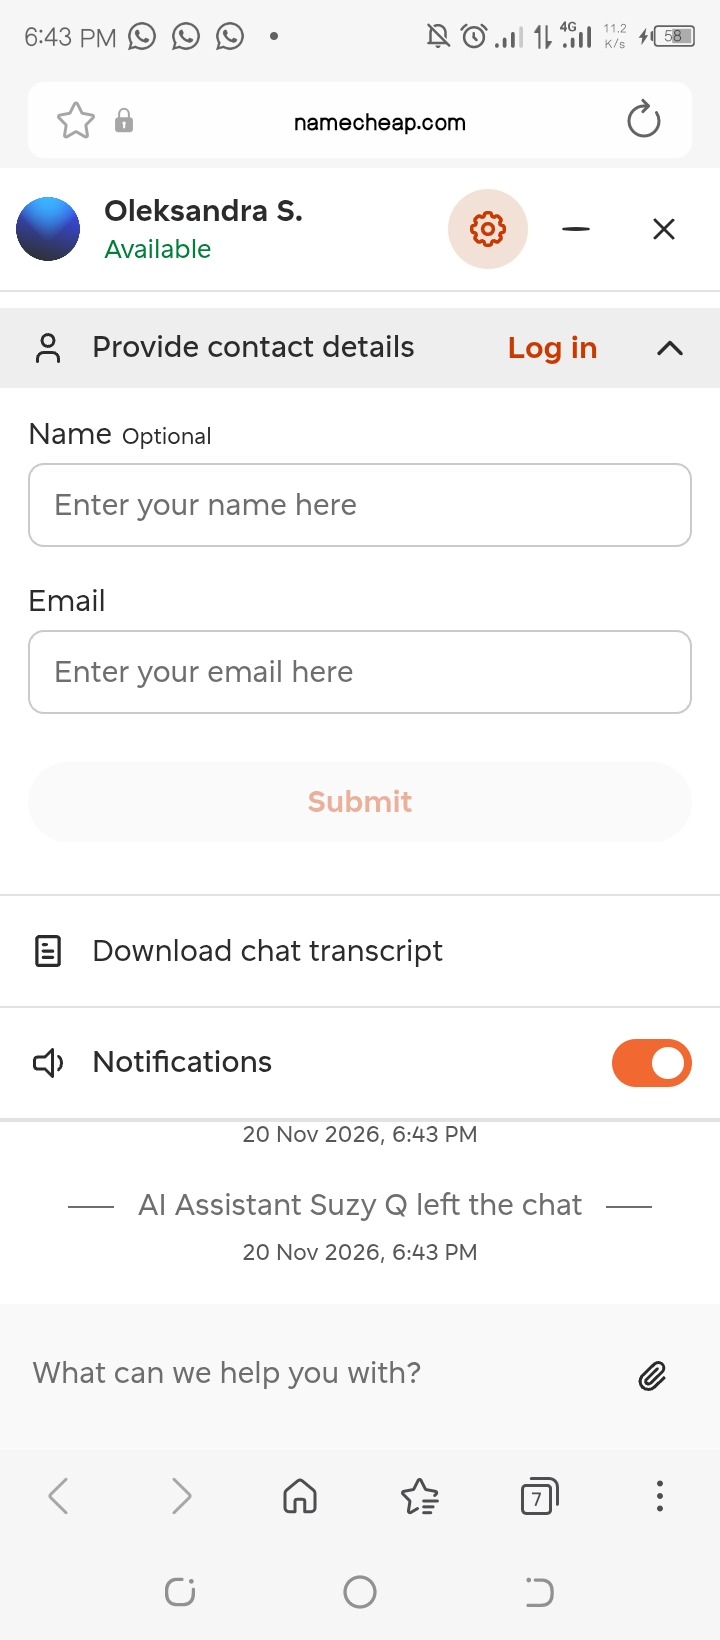 6:43 PM
4G
11.2
K/s
58
namecheap.com
Oleksandra S.
Available
Provide contact details
Log in
Name Optional
Enter your name here
Email
Enter your email here
Submit
Download chat transcript
Notifications
20 Nov 2026, 6:43 PM
AI Assistant Suzy Q left the chat
20 Nov 2026, 6:43 PM
What can we help you with?
7